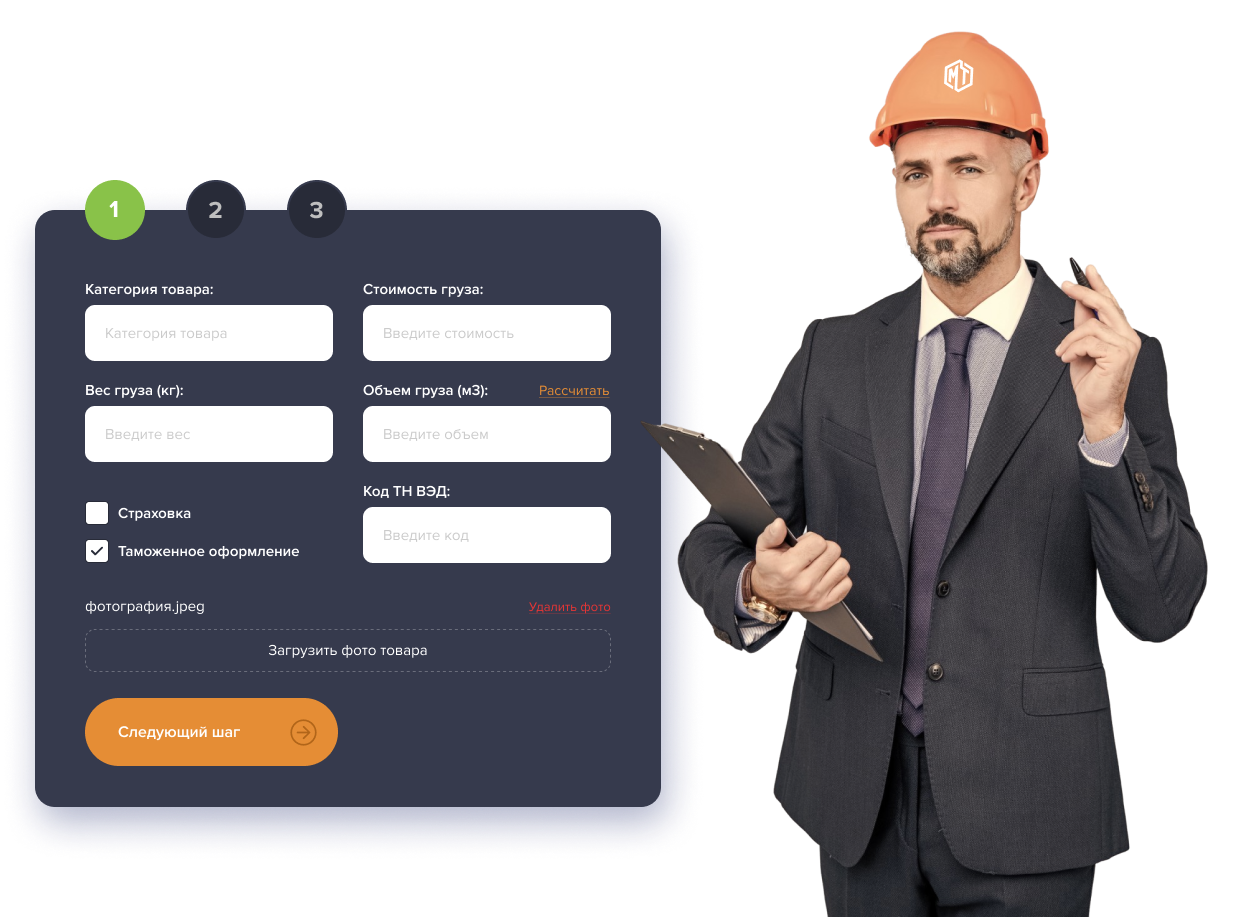 МТ
1
2
3
Категория товара:
Стоимость груза:
Категория товара
Введите стоимость
Вес груза (кг):
Объем груза (м3):
Рассчитать
Введите вес
Введите объем
Код ТН ВЭД:
Страховка
Введите код
Таможенное оформление
фотография.jpeg
Удалить фото
Загрузить фото товара
Следующий шаг